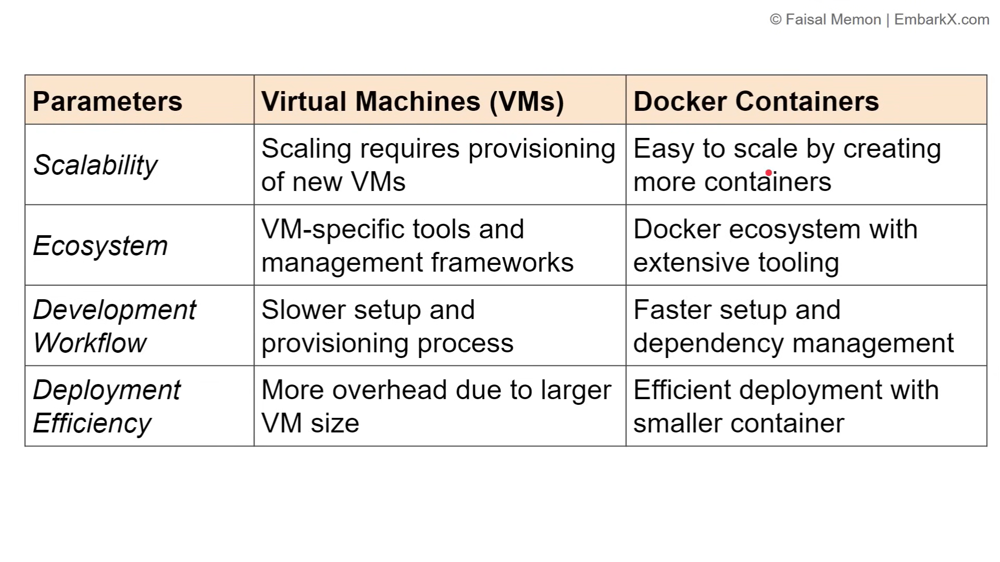 © Faisal Memon | EmbarkX.com
Parameters
Virtual Machines (VMs)
Docker Containers
Scalability
Scaling requires provisioning
of new VMs
Easy to scale by creating
more containers
Ecosystem
VM-specific tools and
management frameworks
Docker ecosystem with
extensive tooling
Development
Workflow
Slower setup and
provisioning process
Faster setup and
dependency management
Deployment
Efficiency
More overhead due to larger
VM size
Efficient deployment with
smaller container